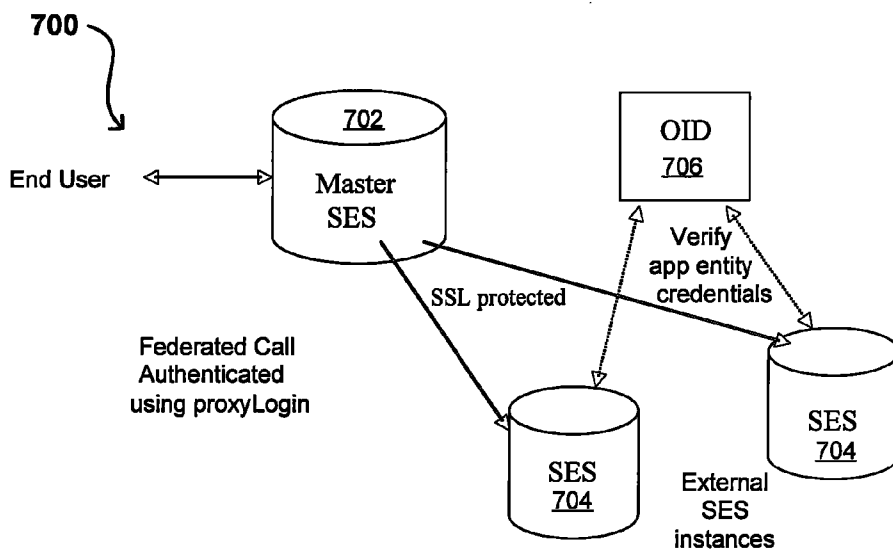 700
702
Master
SES
End User
OID
706
Verify
app entity
credentials
SSL protected
Federated Call
Authenticated
using proxyLogin
SES
704
SES
704
External
SES
instances